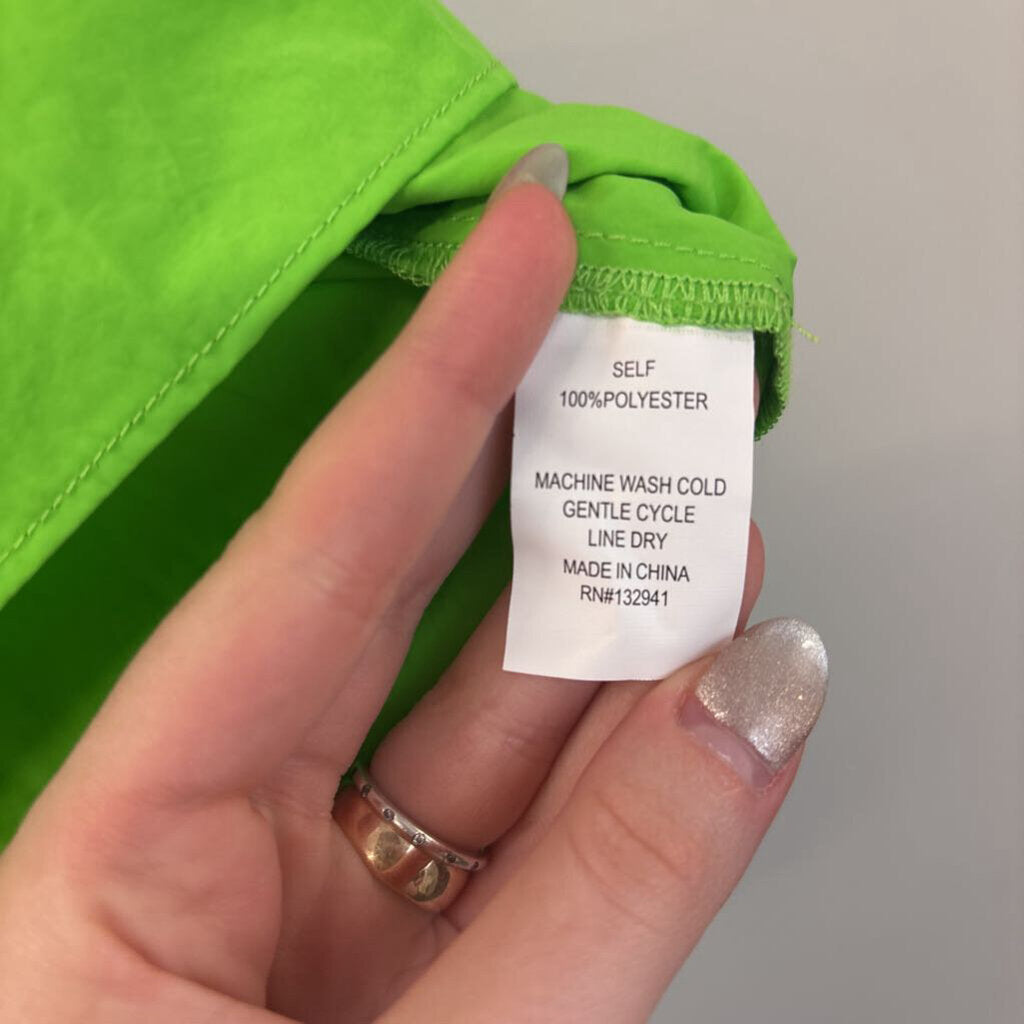 SELF
100%POLYESTER
MACHINE WASH COLD
GENTLE CYCLE
LINE DRY
MADE IN CHINA
RN#132941